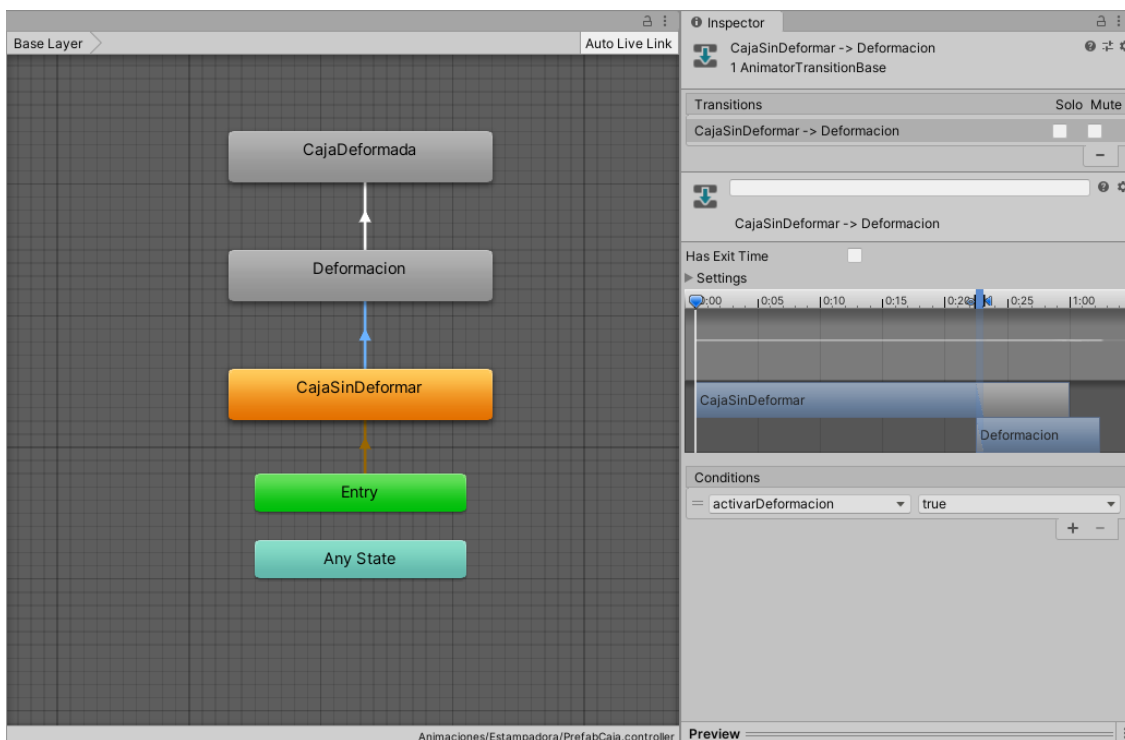 Base Layer
Auto Live Link
CajaDeformada
Deformacion
CajaSinDeformar
Entry
Any State
Animaciones/Estampadora/PrefabCaja.controller
Inspector
CajaSinDeformar -> Deformacion
1 AnimatorTransitionBase
Transitions Solo Mute
CajaSinDeformar -> Deformacion
CajaSinDeformar -> Deformacion
Has Exit Time
Settings
0:05 0:10 0:15 0:25 1:00
CajaSinDeformar
Deformacion
Conditions
activarDeformacion true
Preview